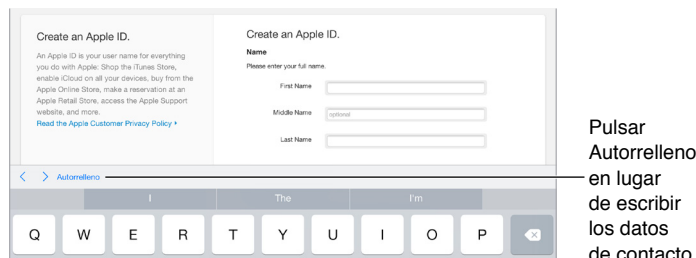 Create an Apple ID.
An Apple ID is your user name for everything
you do with Apple: Shop the iTunes Store,
enable iCloud on all your devices, buy from the
Apple Online Store, make a reservation at an
Apple Retail Store, access the Apple Support
website, and more.
Read the Apple Customer Privacy Policy
Create an Apple ID.
Name
Please enter your full name.
First Name
Middle Name optional
Last Name
Autorrelleno
I The I'm
Q W E R T Y U I O P
Pulsar
Autorrelleno
en lugar
de escribir
los datos
de contacto